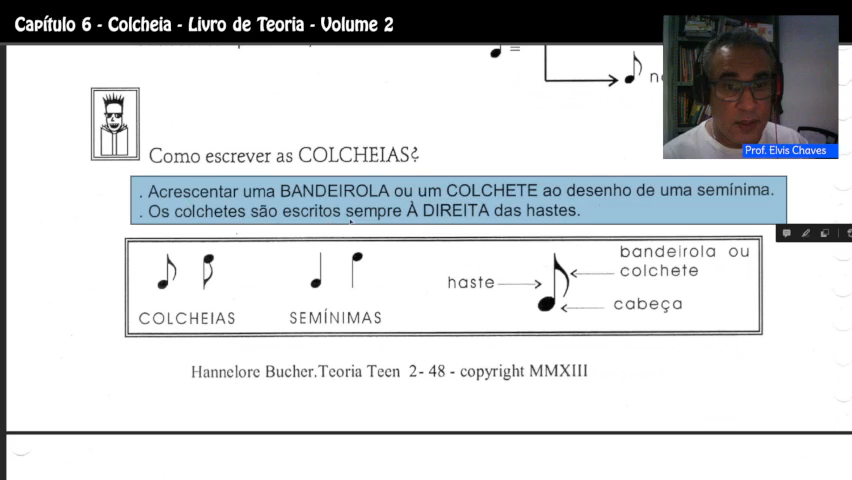 Capítulo 6 - Colcheia - Livro de Teoria - Volume 2
=
Prof. Elvis Chaves
Como escrever as COLCHEIAS?
. Acrescentar uma BANDEIROLA ou um COLCHETE ao desenho de uma semínima.
. Os colchetes são escritos sempre À DIREITA das hastes.
bandeirola ou
colchete
haste
cabeça
COLCHEIAS
SEMÍNIMAS
Hannelore Bucher.Teoria Teen 2- 48 - copyright MMXIII